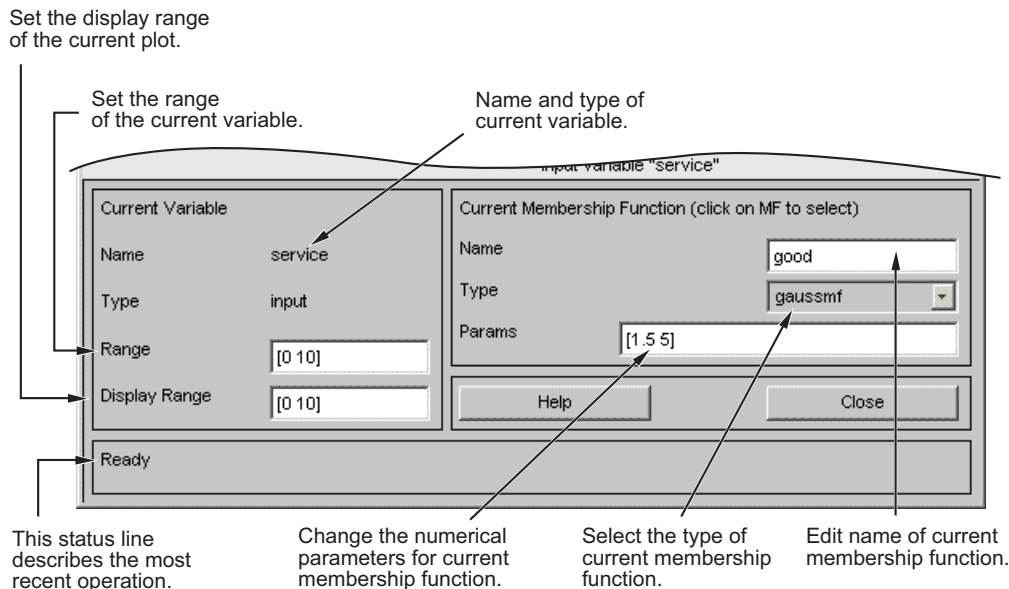 Set the display range
of the current plot.
Set the range
of the current variable.
Name and type of
current variable.
Input variable "service"
Current Variable
Name service
Type input
Range [0 10]
Display Range [0 10]
Current Membership Function (click on MF to select)
Name good
Type gaussmf
Params [1.5 5]
Help Close
Ready
This status line
describes the most
recent operation.
Change the numerical
parameters for current
membership function.
Select the type of
current membership
function.
Edit name of current
membership function.